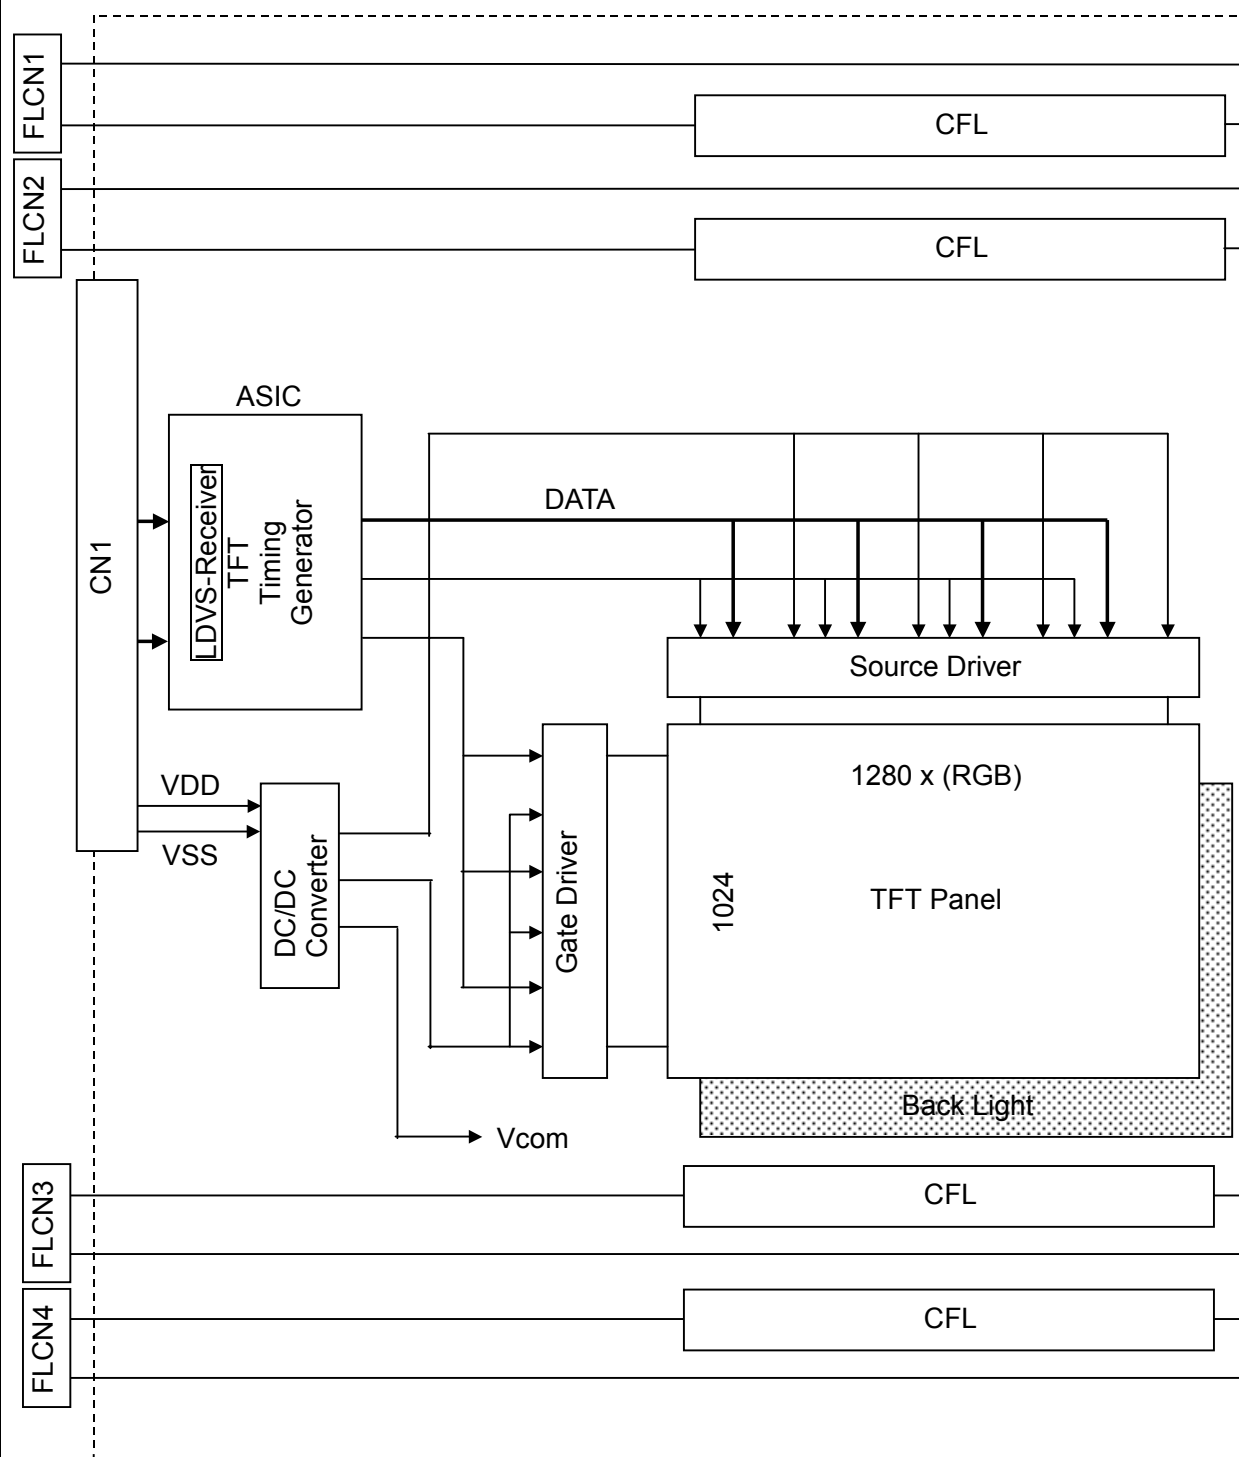 FLCN1
CFL
FLCN2
CFL
ASIC
CN1
LDVS-Receiver
TFT
Timing
Generator
DATA
Source Driver
VDD
VSS
DC/DC
Converter
Gate Driver
1280 x (RGB)
1024
TFT Panel
Back Light
Vcom
FLCN3
CFL
FLCN4
CFL